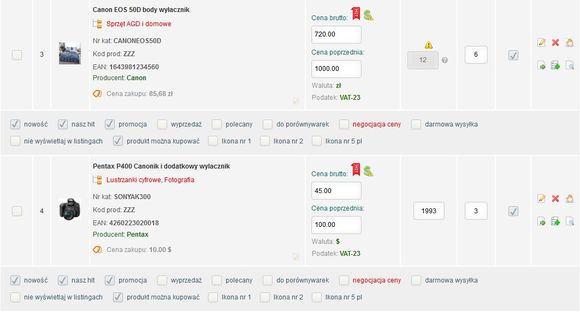 Canon EOS 50D body wyłacznik
Sprzęt AGD i domowe
3
Nr kat: CANONEOS50D
Kod prod: ZZZ
EAN: 1643981234560
Producent: Canon
Cena zakupu: 85,68 zł
Cena brutto:
720.00
Cena poprzednia:
1000.00
Waluta: zł
Podatek: VAT-23
12
6
nowość nasz hit promocja wyprzedaż polecany do porównywarek negocjacja ceny darmowa wysyłka
nie wyświetlaj w listingach produkt można kupować Ikona nr 1 Ikona nr 2 Ikona nr 5 pl
Pentax P400 Canonik i dodatkowy wylacznik
Lustrzanki cyfrowe, Fotografia
4
Nr kat: SONYAK300
Kod prod: ZZZ
EAN: 4260223020018
Producent: Pentax
Cena zakupu: 10.00 $
Cena brutto:
45.00
Cena poprzednia:
100.00
Waluta: $
Podatek: VAT-23
1993
3
nowość nasz hit promocja wyprzedaż polecany do porównywarek negocjacja ceny darmowa wysyłka
nie wyświetlaj w listingach produkt można kupować Ikona nr 1 Ikona nr 2 Ikona nr 5 pl